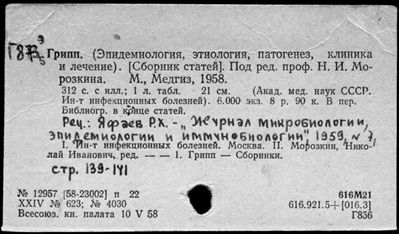 Г873
Грипп. (Эпидемиология, этиология, патогенез, клиника
и лечение). [Сборник статей]. Под ред. проф. Н. И. Мо-
розкина. М., Медгиз, 1958.
312 с. с илл.; 1 л. табл. 21 см. (Акад. мед. наук СССР.
Ин-т инфекционных болезней). 6.000 экз. 8 р. 90 к. В пер.
Библиогр. в конце статей.
Рец.: Яфаев Р.Х. - „Журнал микробиологии,
эпидемиологии и иммунобиологии" 1959, № 7,
I. Ин-т инфекционных болезней. Москва. II. Морозкин, Нико-
лай Иванович, ред. — — 1. Грипп — Сборники.
стр. 139-141
№ 12957 [58-23002] п 22
XXIV № 623; № 4030
Всесоюз. кн. палата 10 V 58
616М21
616.921.5+[016.3]
Г856